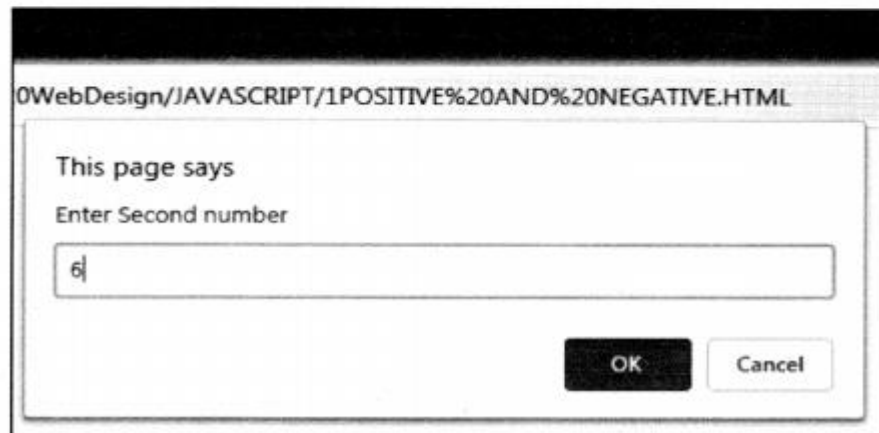 0WebDesign/JAVASCRIPT/1POSITIVE%20AND%20NEGATIVE.HTML
This page says
Enter Second number
6
OK
Cancel